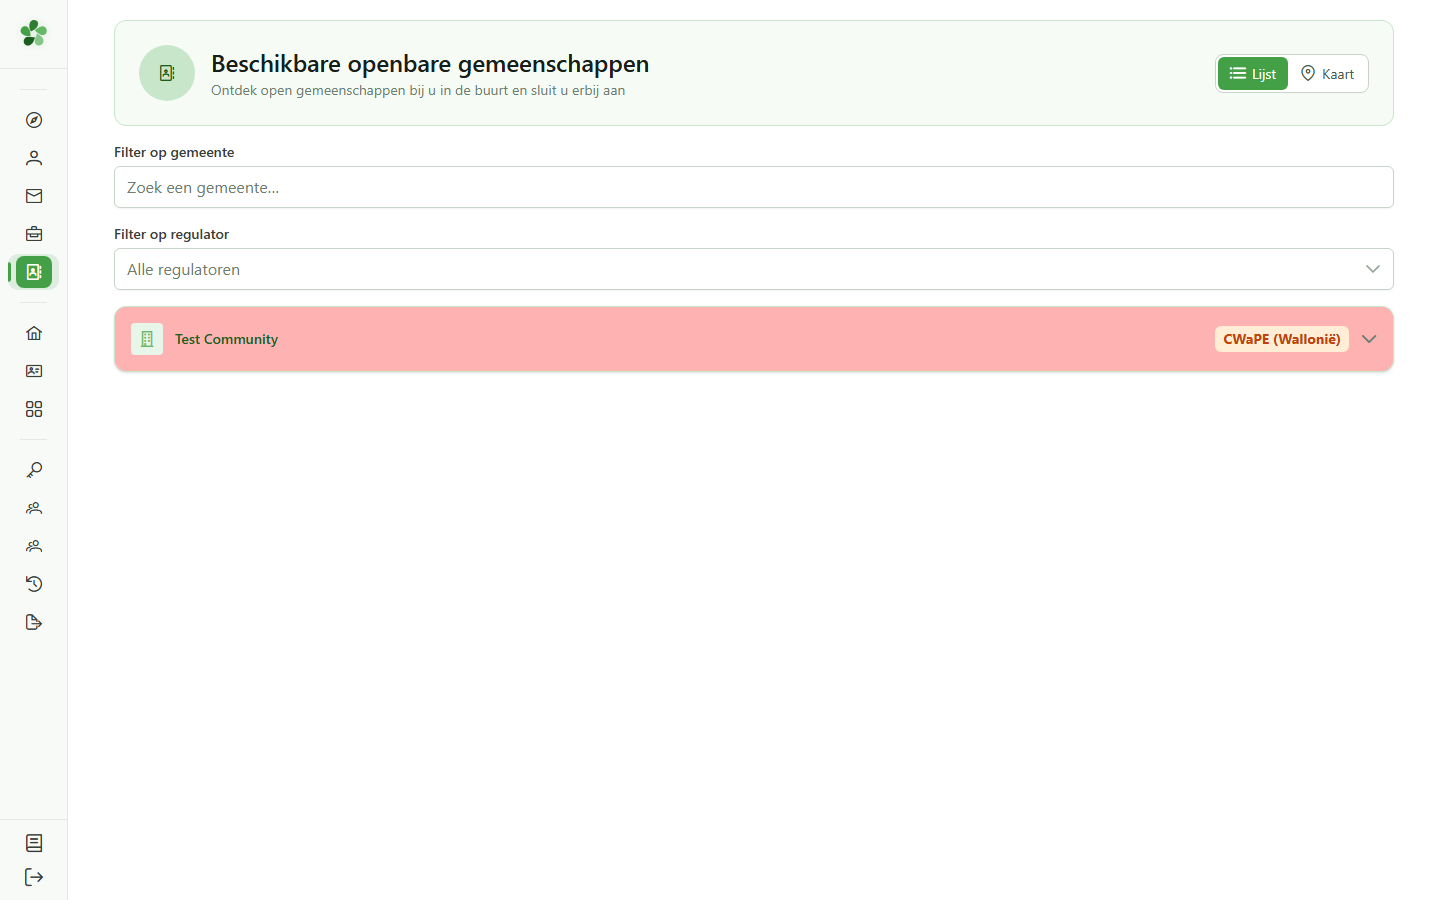 Beschikbare openbare gemeenschappen
Ontdek open gemeenschappen bij u in de buurt en sluit u erbij aan
Lijst
Kaart
Filter op gemeente
Zoek een gemeente...
Filter op regulator
Alle regulatoren
Test Community
CWaPE (Wallonië)